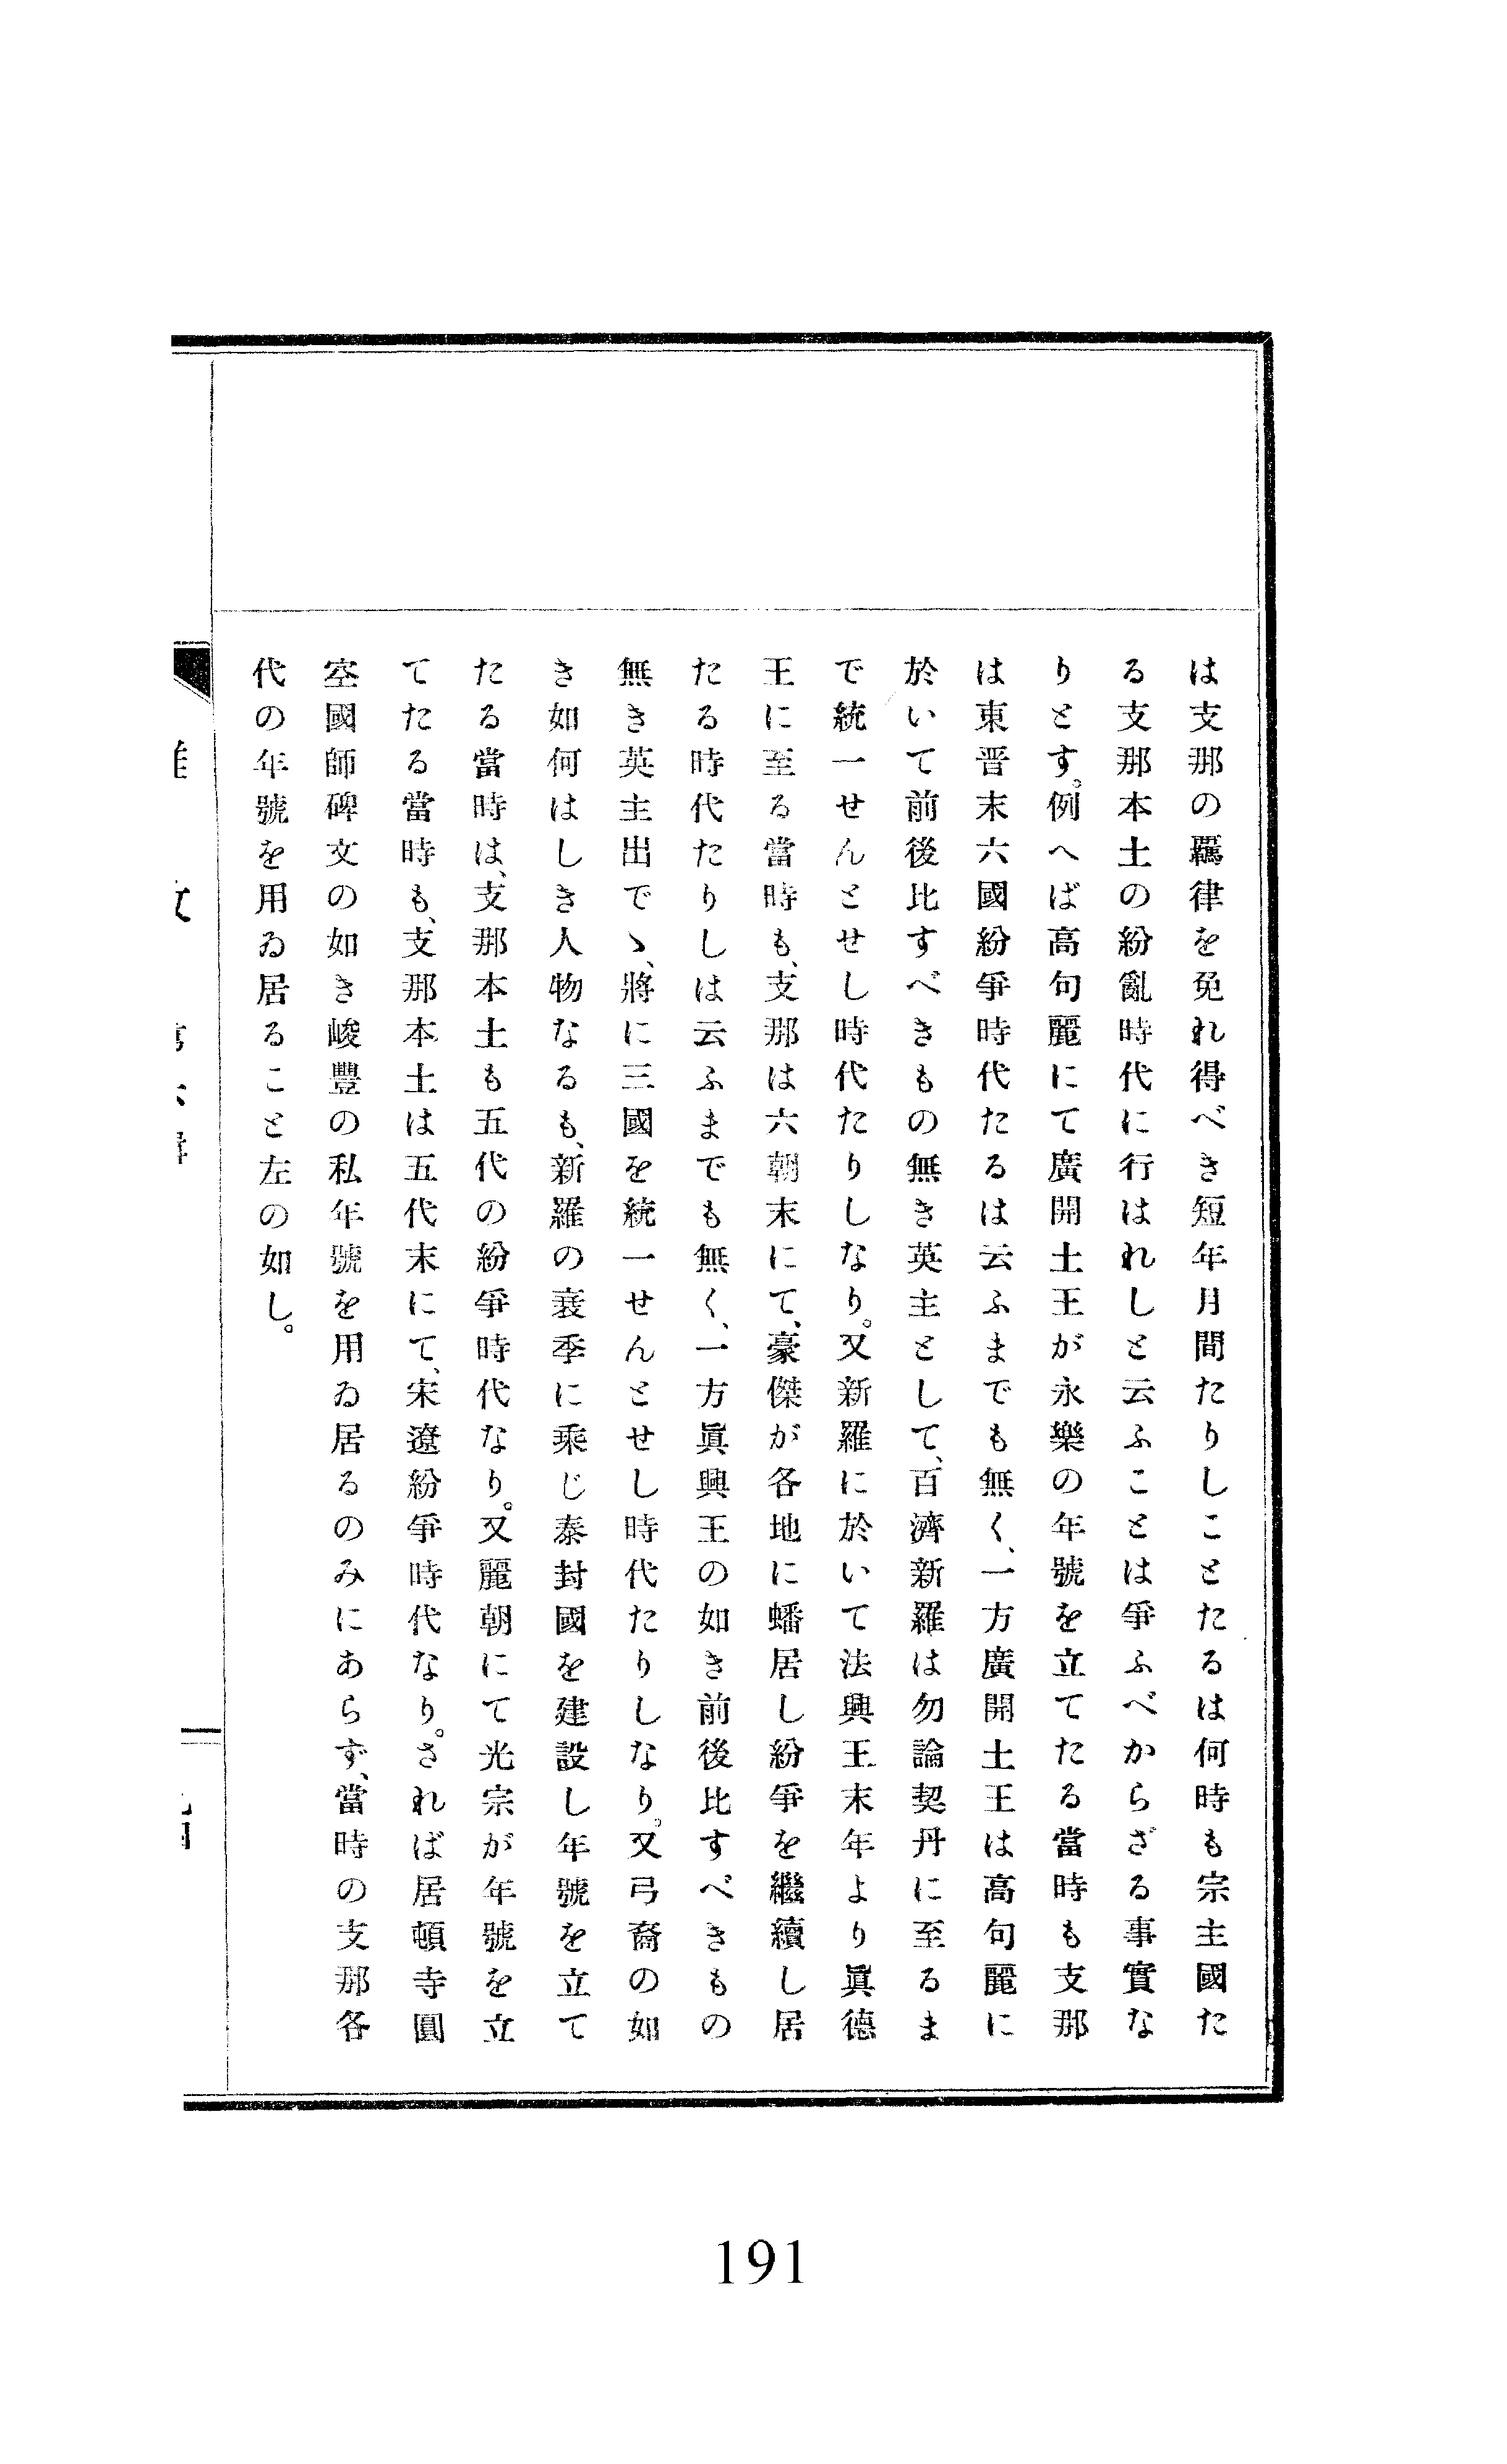 は支那の羈律を免れ得べき短年月間たりしことたるは何時も宗主國た
る支那本土の紛亂時代に行はれしと云ふことは爭ふべからざる事實な
りとす。例へば高句麗にて廣開土王が永樂の年號を立てたる當時も支那
は東晋末六國紛爭時代たるは云ふまでも無く、一方廣開土王は高句麗に
於いて前後比すべきもの無き英主として、百濟新羅は勿論契丹に至るま
で統一せんとせし時代たりしなり。又新羅に於いて法興王末年より眞德
王に至る當時も、支那は六朝末にて、豪傑が各地に蟠居し紛爭を繼續し居
たる時代たりしは云ふまでも無く、一方眞興王の如き前後比すべきもの
無き英主出でゝ、將に三國を統一せんとせし時代たりしなり。又弓裔の如
き如何はしき人物なるも、新羅の衰季に乘じ泰封國を建設し年號を立て
たる當時は、支那本土も五代の紛爭時代なり。又麗朝にて光宗が年號を立
てたる當時も、支那本土は五代末にて、宋遼紛爭時代なり。されば居頓寺圓
空國師碑文の如き峻豐の私年號を用ゐ居るのみにあらず、當時の支那各
代の年號を用ゐ居ること左の如し。
191